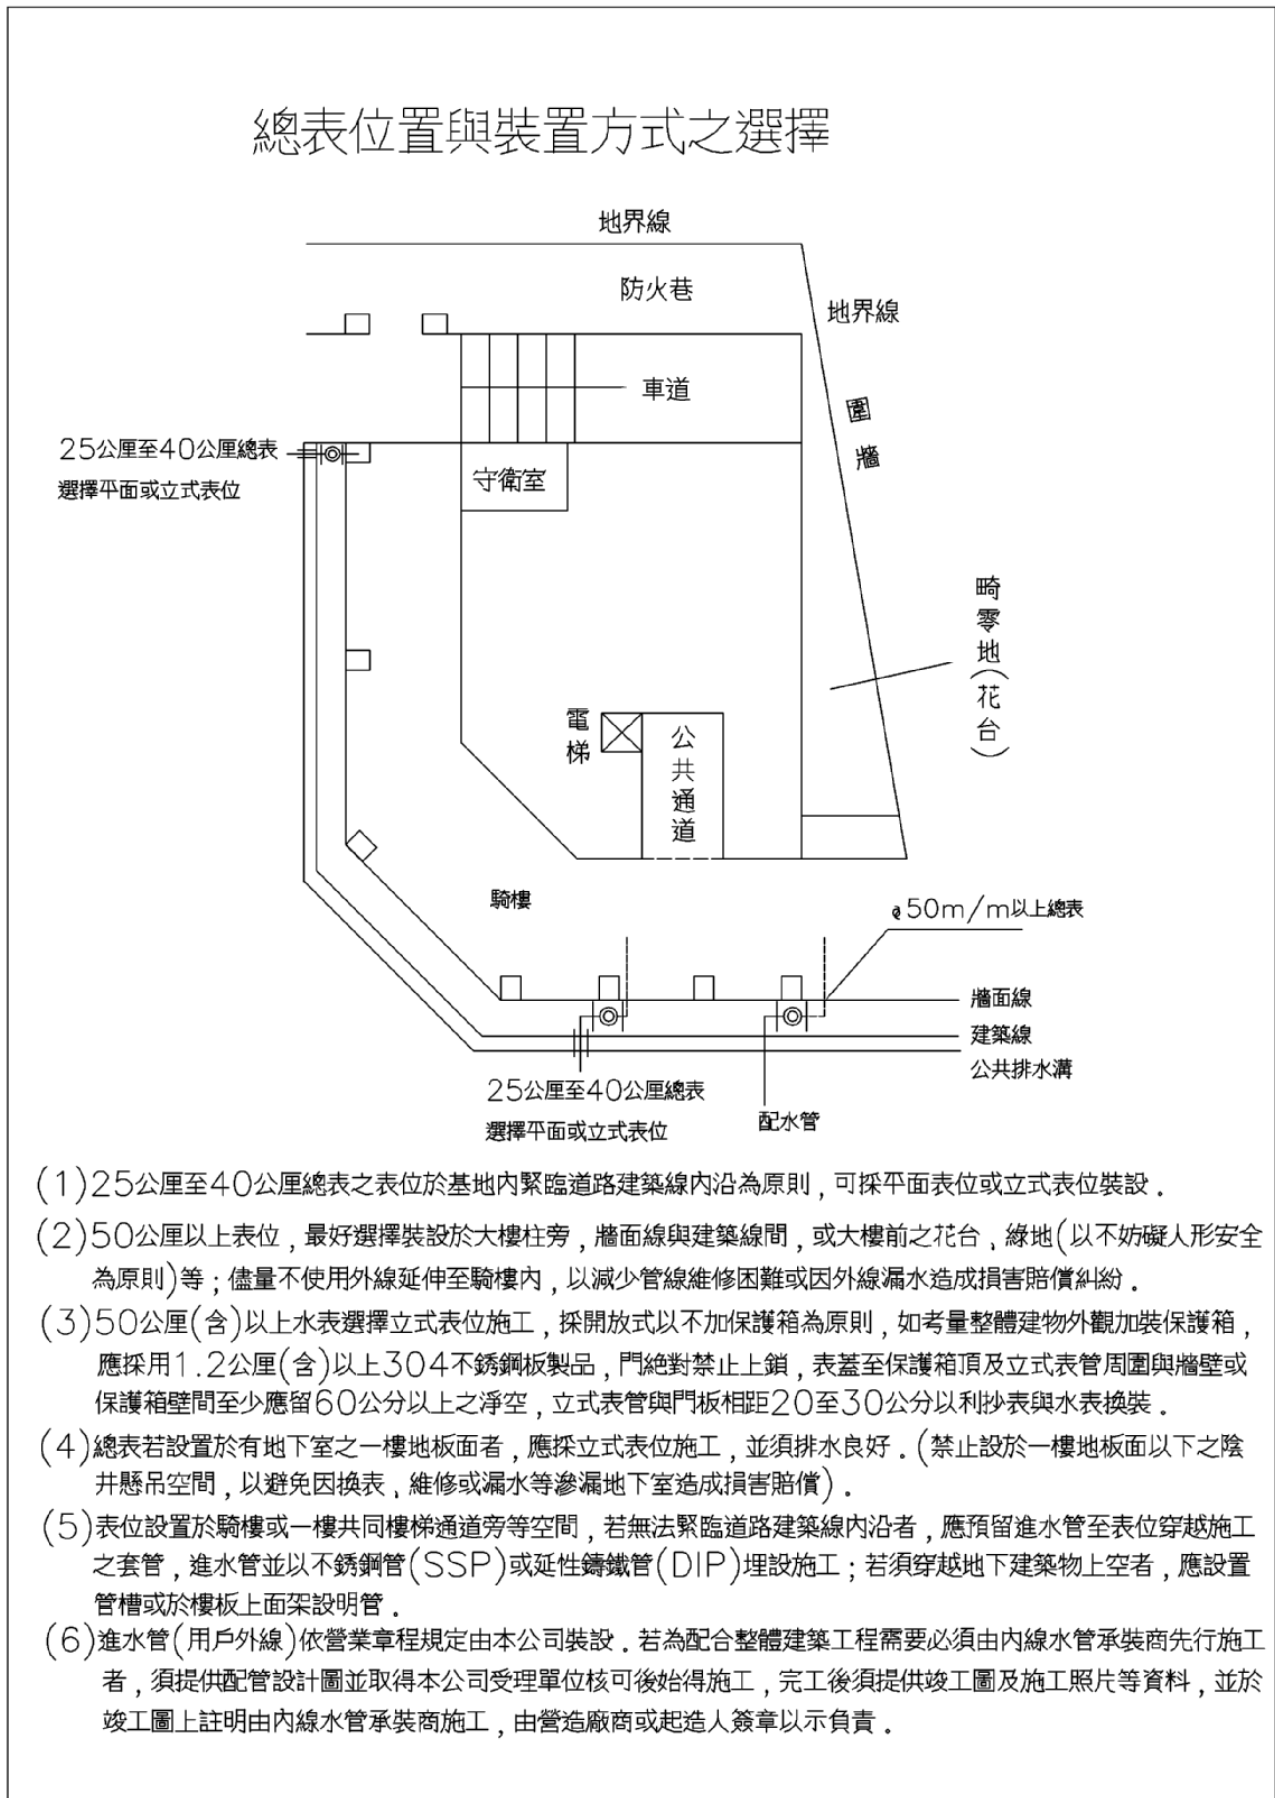 總表位置與裝置方式之選擇
地界線
防火巷
地界線
車道
圍牆
25公厘至40公厘總表
選擇平面或立式表位
守衛室
畸零地(花台)
電梯
公共通道
騎樓
50m/m以上總表
牆面線
建築線
公共排水溝
25公厘至40公厘總表
選擇平面或立式表位
配水管
(1)25公厘至40公厘總表之表位於基地內緊臨道路建築線內沿為原則，可採平面表位或立式表位裝設．
(2)50公厘以上表位，最好選擇裝設於大樓柱旁，牆面線與建築線間，或大樓前之花台、綠地(以不妨礙人形安全
為原則)等；儘量不使用外線延伸至騎樓內，以減少管線維修困難或因外線漏水造成損害賠償糾紛．
(3)50公厘(含)以上水表選擇立式表位施工，採開放式以不加保護箱為原則，如考量整體建物外觀加裝保護箱，
應採用1.2公厘(含)以上304不銹鋼板製品，門絕對禁止上鎖，表蓋至保護箱頂及立式表管周圍與牆壁或
保護箱壁間至少應留60公分以上之淨空，立式表管與門板相距20至30公分以利抄表與水表換裝．
(4)總表若設置於有地下室之一樓地板面者，應採立式表位施工，並須排水良好．(禁止設於一樓地板面以下之陰
井懸吊空間，以避免因換表、維修或漏水等滲漏地下室造成損害賠償)．
(5)表位設置於騎樓或一樓共同樓梯通道旁等空間，若無法緊臨道路建築線內沿者，應預留進水管至表位穿越施工
之套管，進水管並以不銹鋼管(SSP)或延性鑄鐵管(DIP)埋設施工；若須穿越地下建築物上空者，應設置
管槽或於樓板上面架設明管．
(6)進水管(用戶外線)依營業章程規定由本公司裝設．若為配合整體建築工程需要必須由內線水管承裝商先行施工
者，須提供配管設計圖並取得本公司受理單位核可後始得施工，完工後須提供竣工圖及施工照片等資料，並於
竣工圖上註明由內線水管承裝商施工，由營造廠商或起造人簽章以示負責．